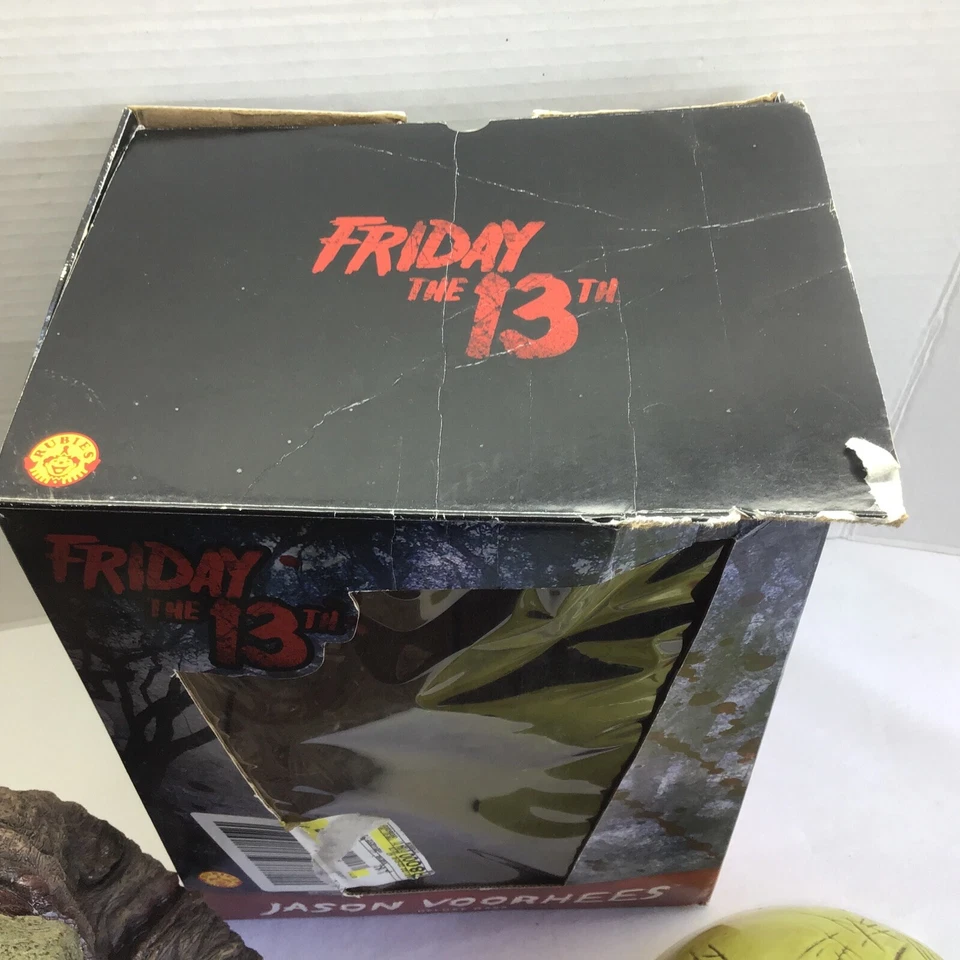 FRIDAY
THE 13TH
RUBIES
FRIDAY
THE 13TH
JASON VOORHEES